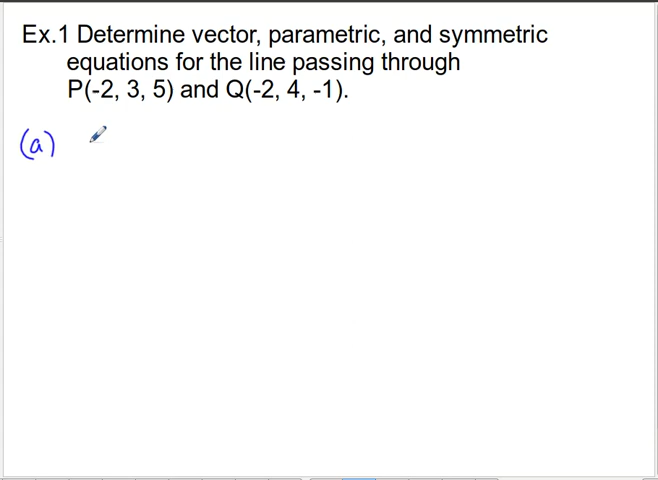 Ex.1 Determine vector, parametric, and symmetric
equations for the line passing through
P(-2, 3, 5) and Q(-2, 4, -1).
(a)